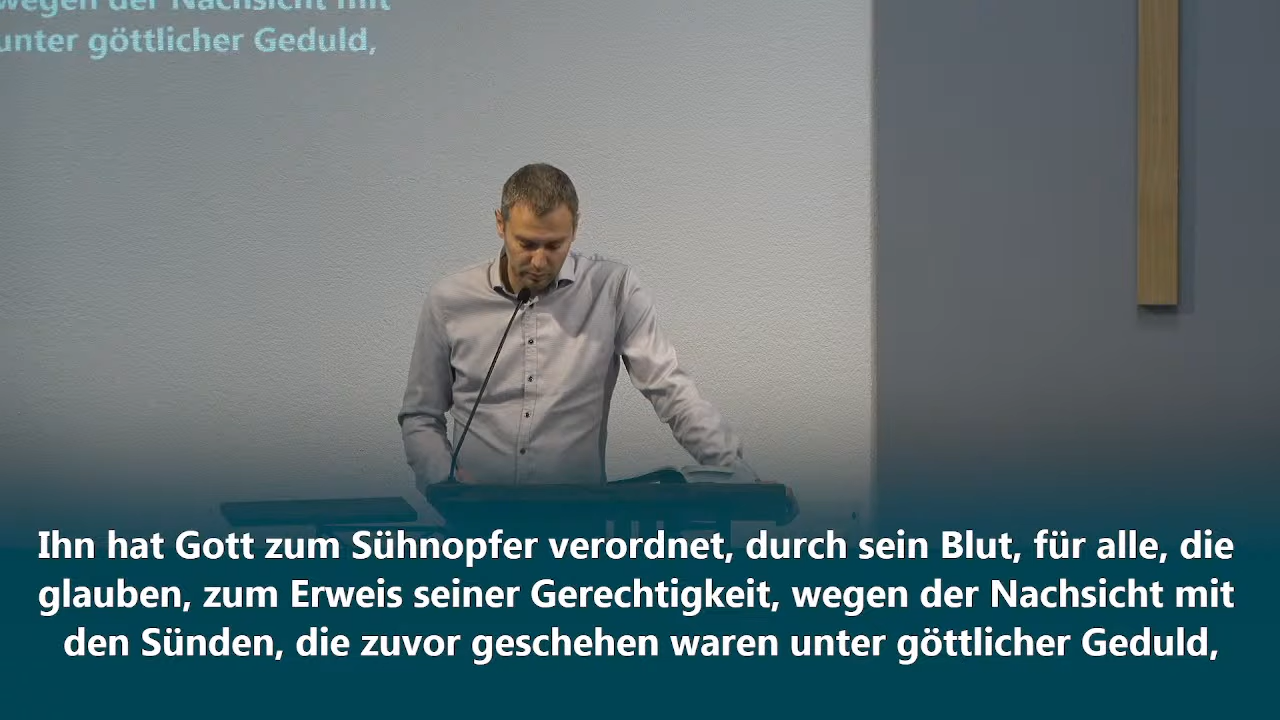 wegen der Nachsicht mit
unter göttlicher Geduld,
Ihn hat Gott zum Sühnopfer verordnet, durch sein Blut, für alle, die
glauben, zum Erweis seiner Gerechtigkeit, wegen der Nachsicht mit
den Sünden, die zuvor geschehen waren unter göttlicher Geduld,